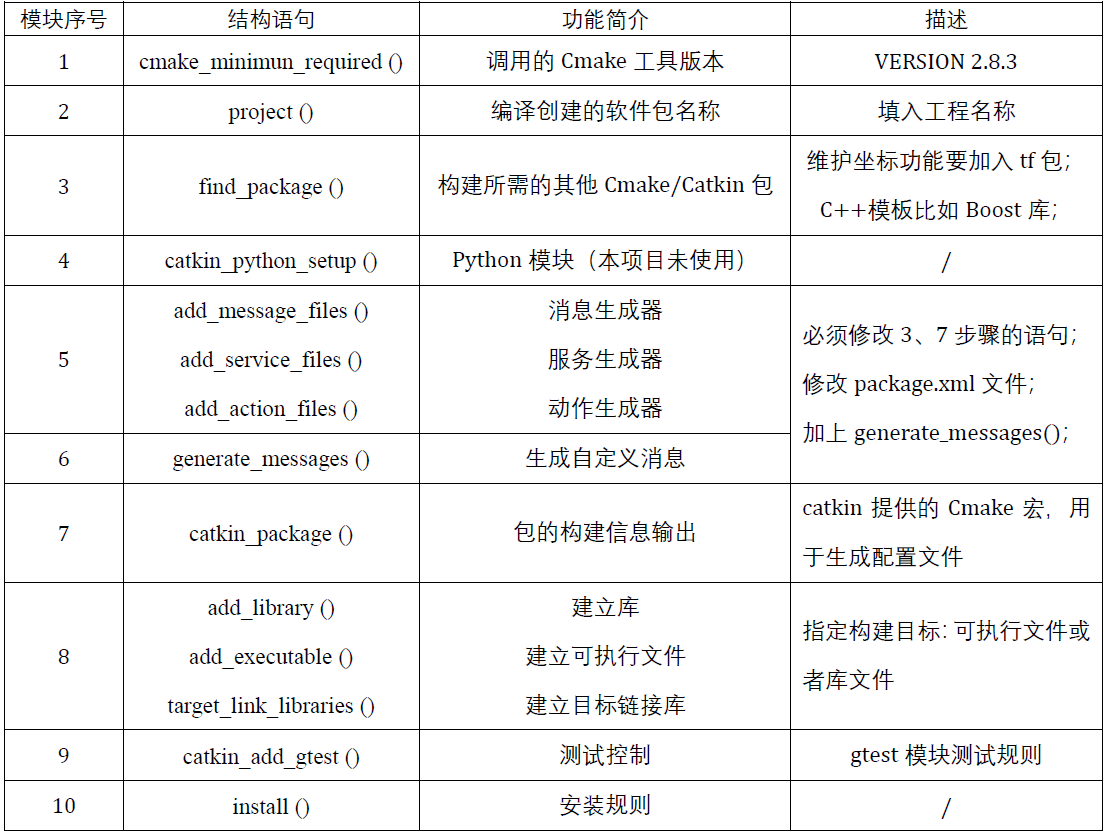 模块序号 结构语句 功能简介 描述
1 cmake_minimun_required () 调用的 Cmake 工具版本 VERSION 2.8.3
2 project () 编译创建的软件包名称 填入工程名称
3 find_package () 构建所需的其他 Cmake/Catkin 包 维护坐标功能要加入 tf 包；
C++模板比如 Boost 库；
4 catkin_python_setup () Python 模块（本项目未使用） /
5 add_message_files () 消息生成器
add_service_files () 服务生成器
add_action_files () 动作生成器
必须修改 3、7 步骤的语句；
修改 package.xml 文件；
加上 generate_messages()；
6 generate_messages () 生成自定义消息
7 catkin_package () 包的构建信息输出 catkin 提供的 Cmake 宏，用
于生成配置文件
8 add_library () 建立库
add_executable () 建立可执行文件
target_link_libraries () 建立目标链接库
指定构建目标：可执行文件或
者库文件
9 catkin_add_gtest () 测试控制 gtest 模块测试规则
10 install () 安装规则 /